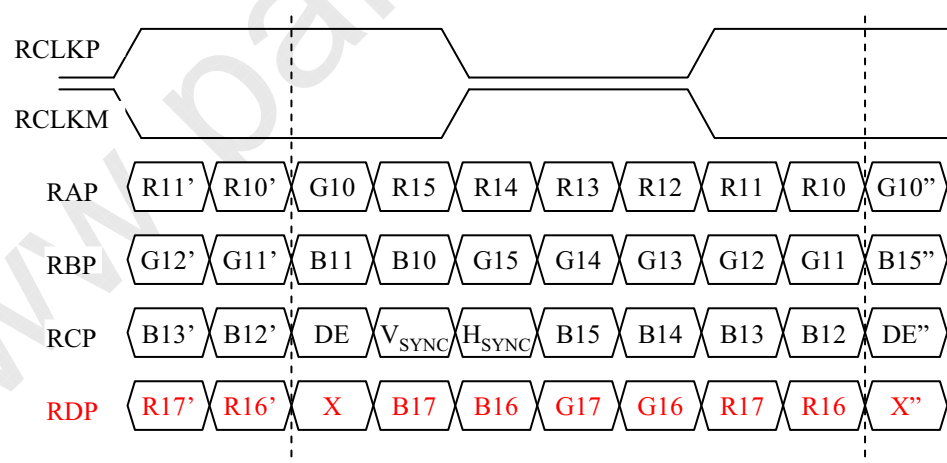 RCLKP
RCLKM
RAP R11’ R10’ G10 R15 R14 R13 R12 R11 R10 G10”
RBP G12’ G11’ B11 B10 G15 G14 G13 G12 G11 B15”
RCP B13’ B12’ DE VSYNC HSYNC B15 B14 B13 B12 DE”
RDP R17’ R16’ X B17 B16 G17 G16 R17 R16 X”